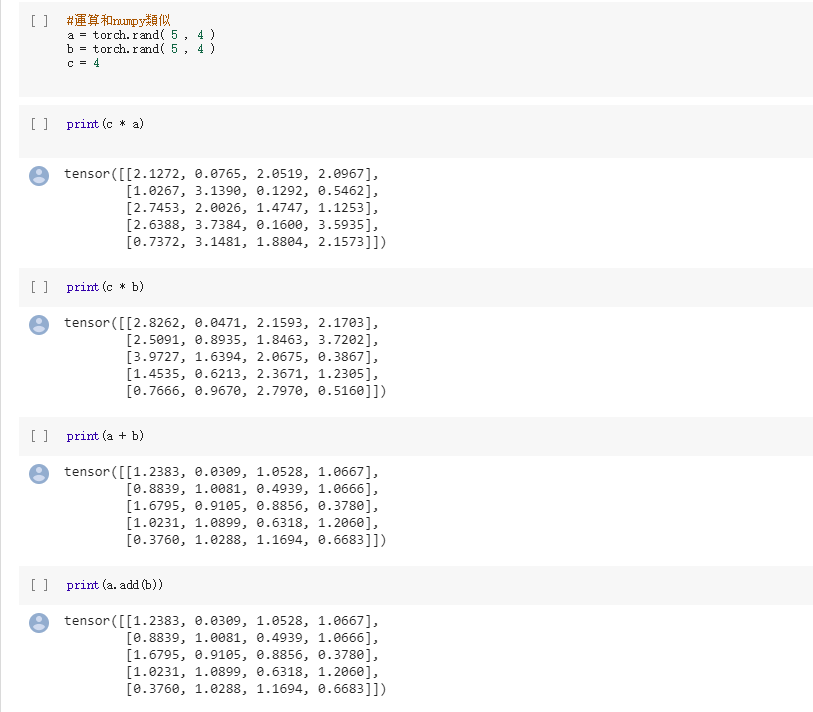 [ ] #運算和numpy類似
a = torch.rand( 5 , 4 )
b = torch.rand( 5 , 4 )
c = 4
[ ] print(c * a)
tensor([[2.1272, 0.0765, 2.0519, 2.0967],
[1.0267, 3.1390, 0.1292, 0.5462],
[2.7453, 2.0026, 1.4747, 1.1253],
[2.6388, 3.7384, 0.1600, 3.5935],
[0.7372, 3.1481, 1.8804, 2.1573]])
[ ] print(c * b)
tensor([[2.8262, 0.0471, 2.1593, 2.1703],
[2.5091, 0.8935, 1.8463, 3.7202],
[3.9727, 1.6394, 2.0675, 0.3867],
[1.4535, 0.6213, 2.3671, 1.2305],
[0.7666, 0.9670, 2.7970, 0.5160]])
[ ] print(a + b)
tensor([[1.2383, 0.0309, 1.0528, 1.0667],
[0.8839, 1.0081, 0.4939, 1.0666],
[1.6795, 0.9105, 0.8856, 0.3780],
[1.0231, 1.0899, 0.6318, 1.2060],
[0.3760, 1.0288, 1.1694, 0.6683]])
[ ] print(a.add(b))
tensor([[1.2383, 0.0309, 1.0528, 1.0667],
[0.8839, 1.0081, 0.4939, 1.0666],
[1.6795, 0.9105, 0.8856, 0.3780],
[1.0231, 1.0899, 0.6318, 1.2060],
[0.3760, 1.0288, 1.1694, 0.6683]])